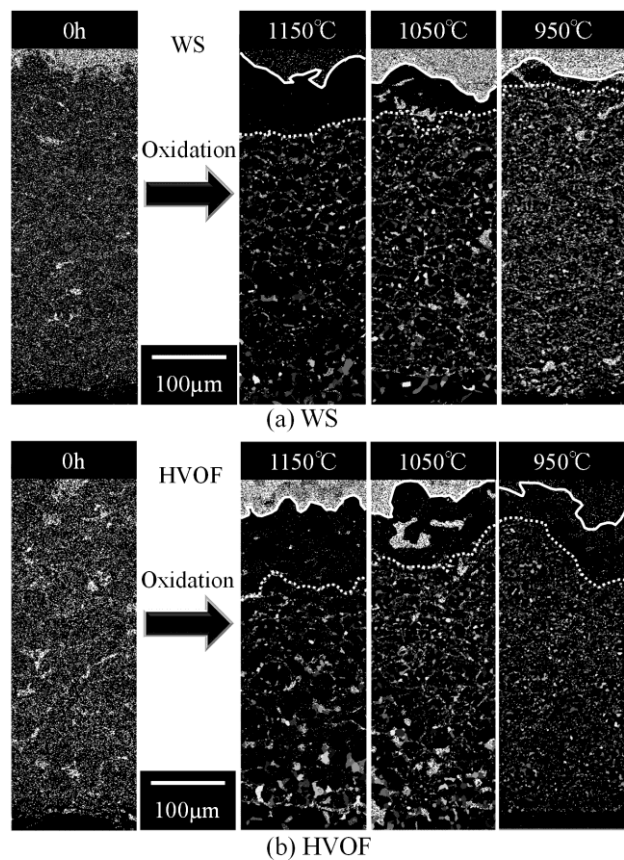 0h
WS
1150℃
1050℃
950℃
Oxidation
100μm
(a) WS
0h
HVOF
1150℃
1050℃
950℃
Oxidation
100μm
(b) HVOF